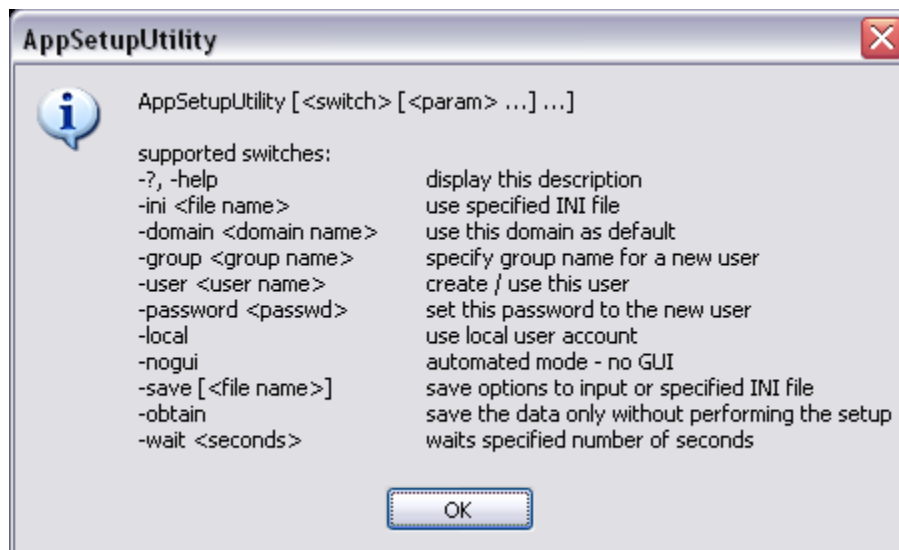 AppSetupUtility
AppSetupUtility [<switch> [<param> ...] ...]
supported switches:
-?, -help display this description
-ini <file name> use specified INI file
-domain <domain name> use this domain as default
-group <group name> specify group name for a new user
-user <user name> create / use this user
-password <passwd> set this password to the new user
-local use local user account
-nogui automated mode - no GUI
-save [<file name>] save options to input or specified INI file
-obtain save the data only without performing the setup
-wait <seconds> waits specified number of seconds
OK